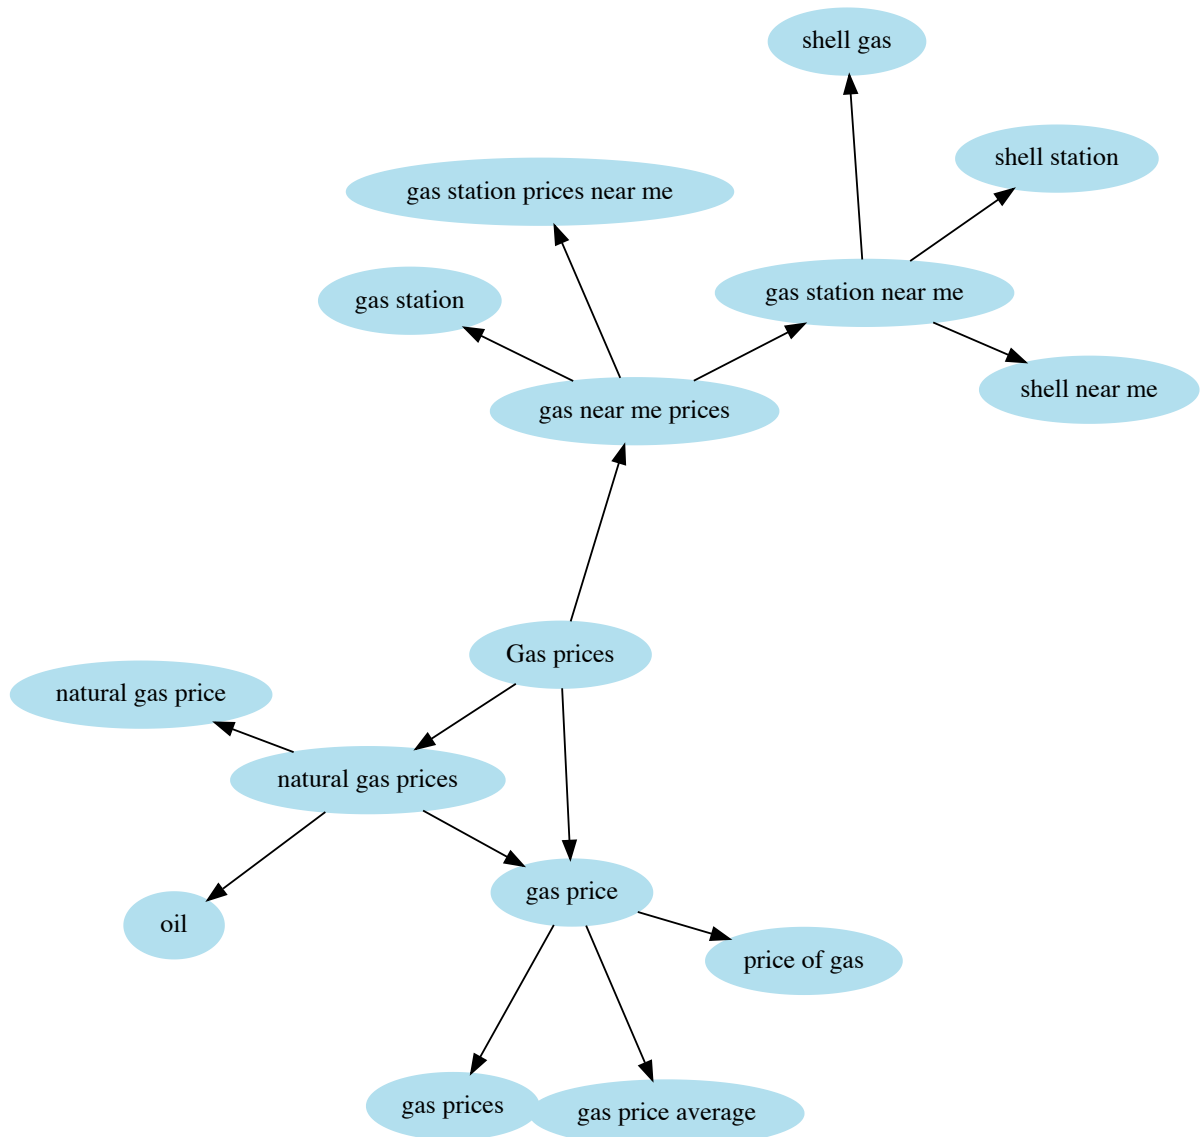 shell gas
shell station
gas station prices near me
gas station near me
gas station
shell near me
gas near me prices
Gas prices
natural gas price
natural gas prices
gas price
oil
price of gas
gas prices
gas price average